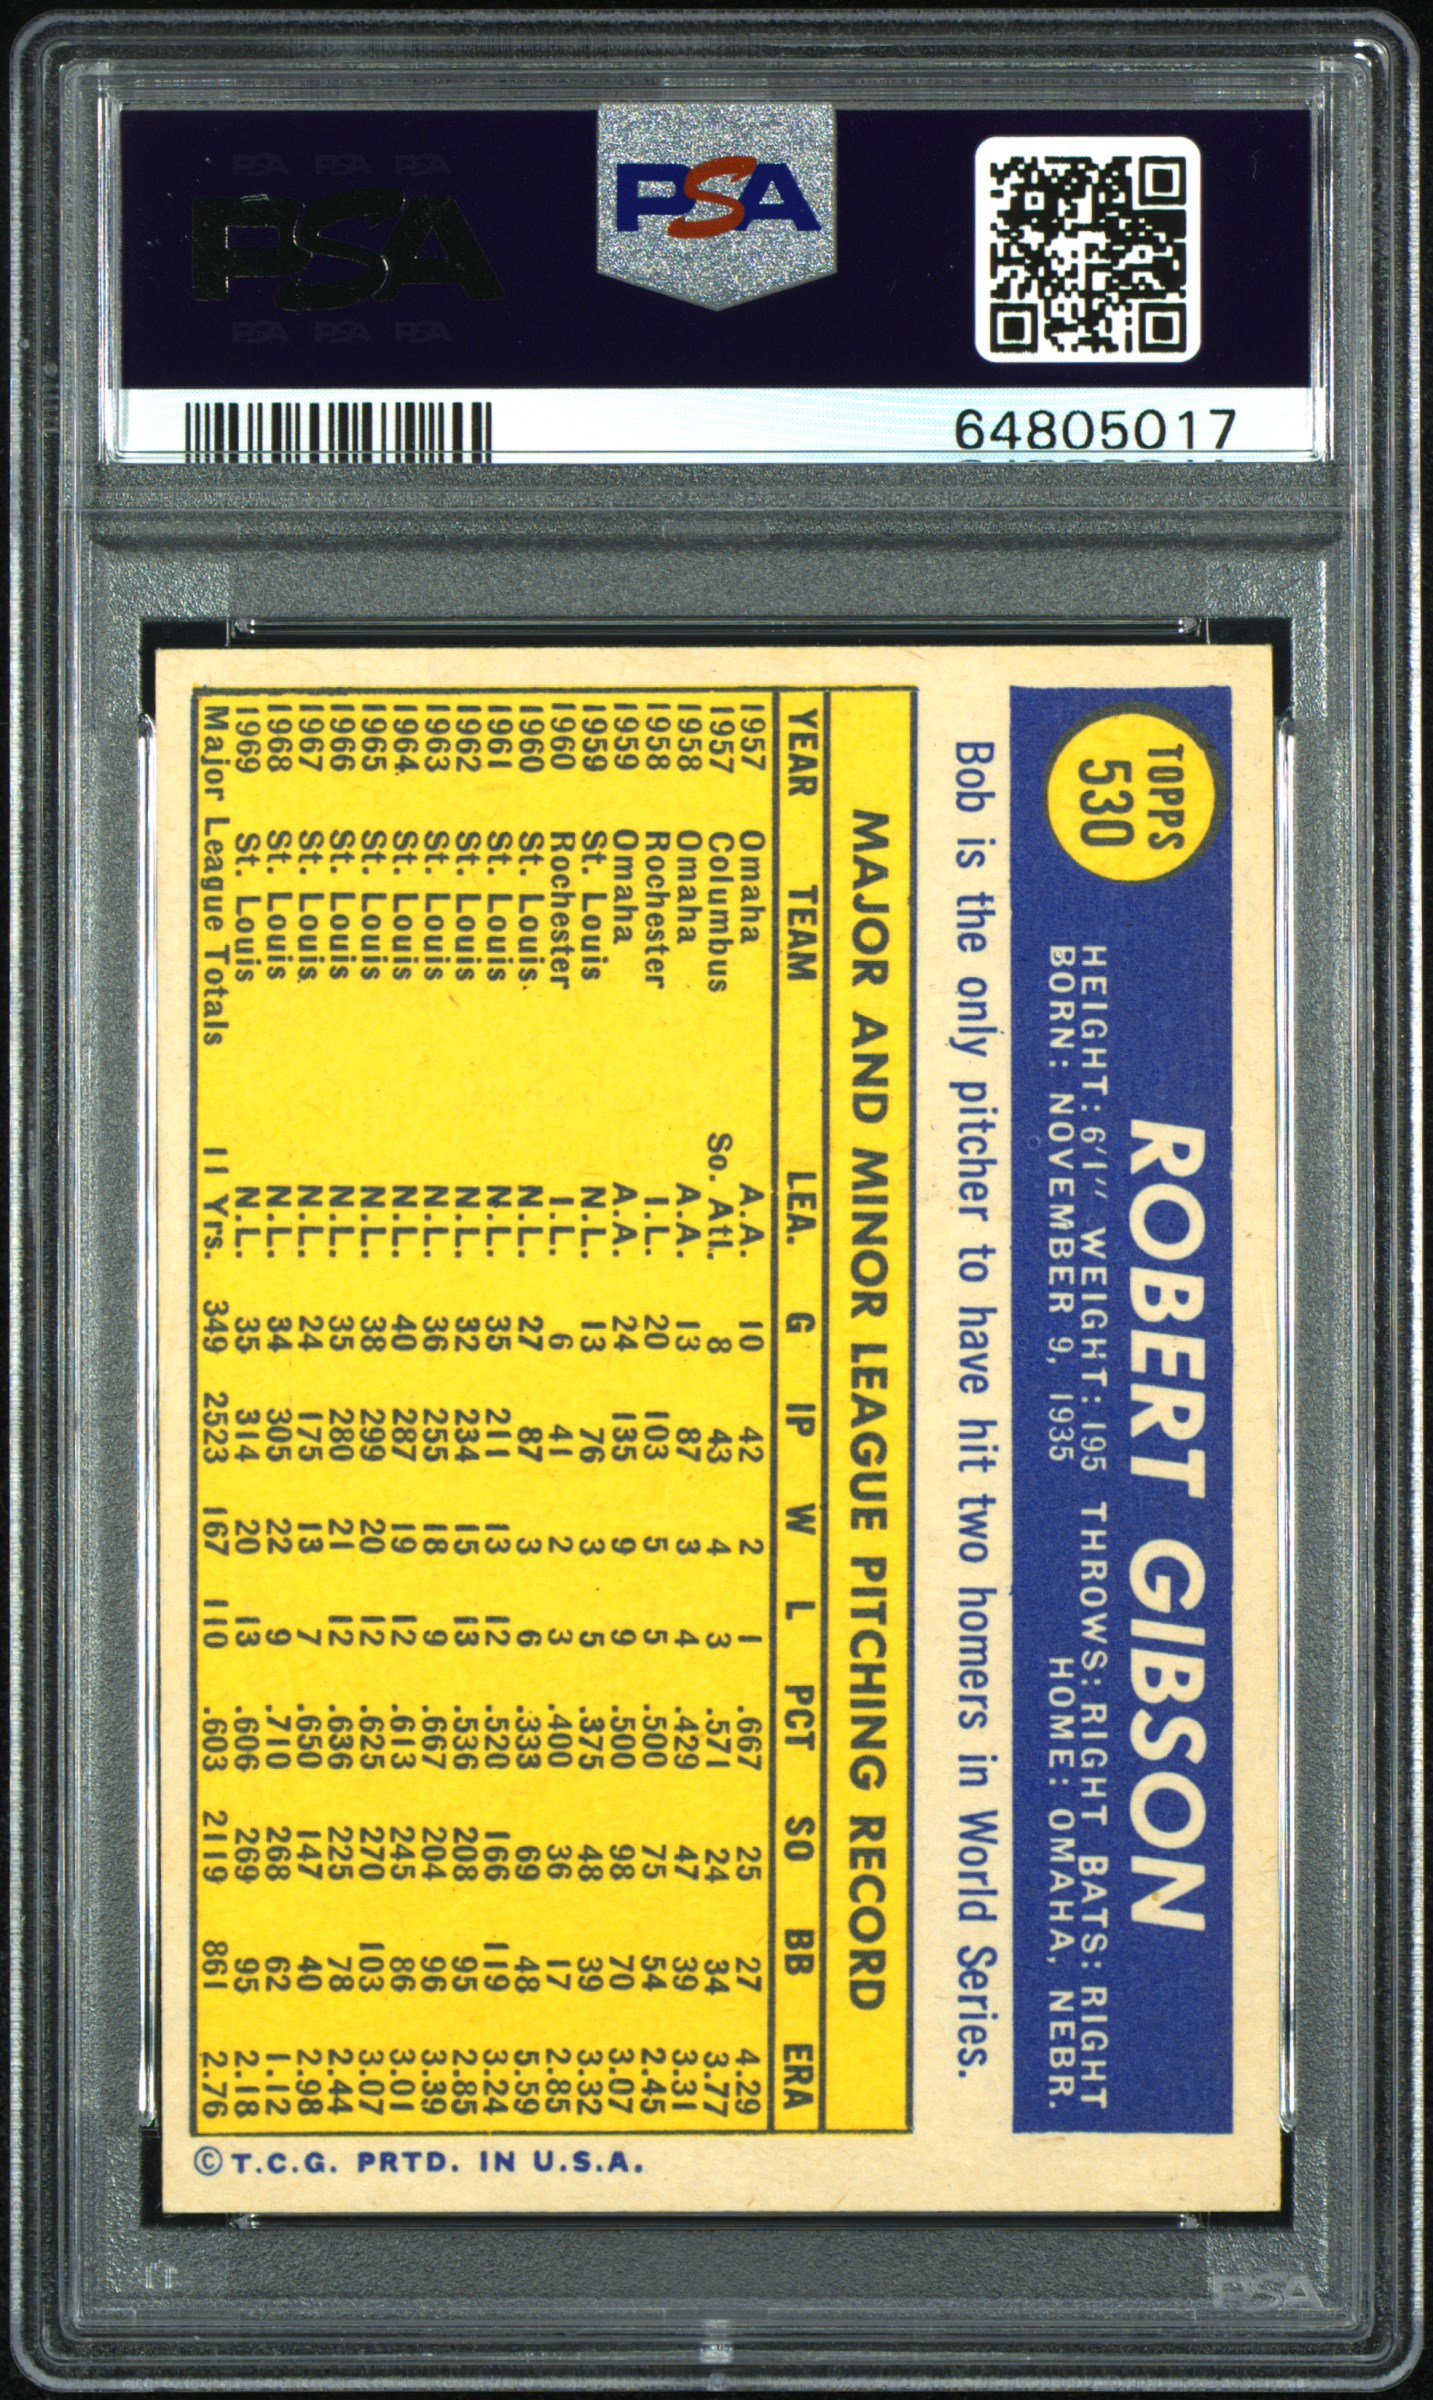 PSA PSA PSA
PSA
PSA PSA PSA
PSA
64805017
TOPPS
530
ROBERT GIBSON
HEIGHT: 6'1" WEIGHT: 195 THROWS: RIGHT BATS: RIGHT
BORN: NOVEMBER 9, 1935 HOME: OMAHA, NEBR.
Bob is the only pitcher to have hit two homers in World Series.
MAJOR AND MINOR LEAGUE PITCHING RECORD
YEAR TEAM LEA. G IP W L PCT SO BB ERA
1957 Omaha A.A. 10 42 2 1 .667 25 27 4.29
1957 Columbus So. Atl. 8 43 4 3 .571 24 34 3.77
1958 Omaha A.A. 13 87 3 4 .429 47 39 3.31
1958 Rochester I.L. 20 103 5 5 .500 75 54 2.45
1959 Omaha A.A. 24 135 9 9 .500 98 70 3.07
1959 St. Louis N.L. 13 76 3 5 .375 48 39 3.32
1960 Rochester I.L. 6 41 2 3 .400 36 17 2.85
1960 St. Louis N.L. 27 87 3 6 .333 69 48 5.59
1961 St. Louis N.L. 35 211 13 12 .520 166 119 3.24
1962 St. Louis N.L. 32 234 15 13 .536 208 95 2.85
1963 St. Louis N.L. 36 255 18 9 .667 204 96 3.39
1964 St. Louis N.L. 40 287 19 12 .613 245 86 3.01
1965 St. Louis N.L. 38 299 20 12 .625 270 103 3.07
1966 St. Louis N.L. 35 280 21 12 .636 225 78 2.44
1967 St. Louis N.L. 24 175 13 7 .650 147 40 2.98
1968 St. Louis N.L. 34 305 22 9 .710 268 62 1.12
1969 St. Louis N.L. 35 314 20 13 .606 269 95 2.18
Major League Totals 11 Yrs. 349 2523 167 110 .603 2119 861 2.76
© T.C.G. PRTD. IN U.S.A.
PSA